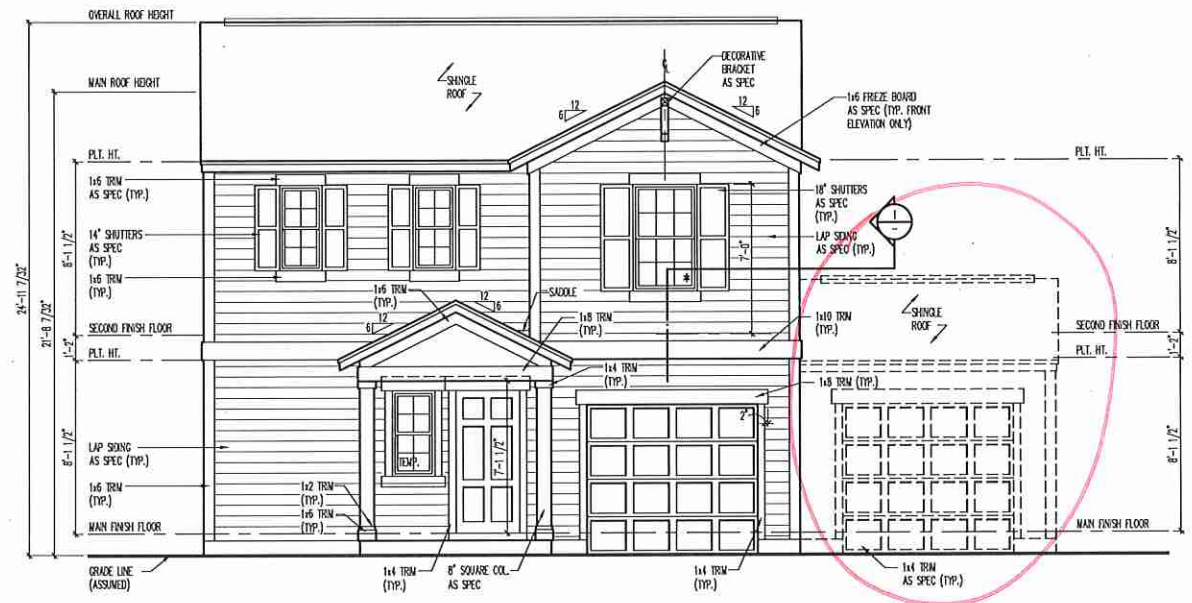 OVERALL ROOF HEIGHT
MAIN ROOF HEIGHT
SHINGLE
ROOF
℄
DECORATIVE
BRACKET
AS SPEC
12
6
12
6
1x6 FRIEZE BOARD
AS SPEC (TYP. FRONT
ELEVATION ONLY)
PLT. HT.
PLT. HT.
1x6 TRIM
AS SPEC (TYP.)
14" SHUTTERS
AS SPEC
(TYP.)
1x6 TRIM
(TYP.)
18" SHUTTERS
AS SPEC
(TYP.)
LAP SIDING
AS SPEC (TYP.)
7'-0"
*
1
-
24'-11 7/32"
21'-8 7/32"
8'-1 1/2"
8'-1 1/2"
1x6 TRIM
(TYP.)
12
6
12
6
SADDLE
1x8 TRIM
(TYP.)
1x10 TRIM
(TYP.)
SHINGLE
ROOF
SECOND FINISH FLOOR
SECOND FINISH FLOOR
1'-2"
1'-2"
PLT. HT.
PLT. HT.
1x4 TRIM
(TYP.)
1x8 TRIM (TYP.)
2"
8'-1 1/2"
8'-1 1/2"
LAP SIDING
AS SPEC (TYP.)
TEMP.
7'-1 1/2"
1x6 TRIM
(TYP.)
1x2 TRIM
(TYP.)
1x6 TRIM
(TYP.)
MAIN FINISH FLOOR
MAIN FINISH FLOOR
GRADE LINE
(ASSUMED)
1x4 TRIM
(TYP.)
8" SQUARE COL.
AS SPEC
1x4 TRIM
(TYP.)
1x4 TRIM
AS SPEC (TYP.)